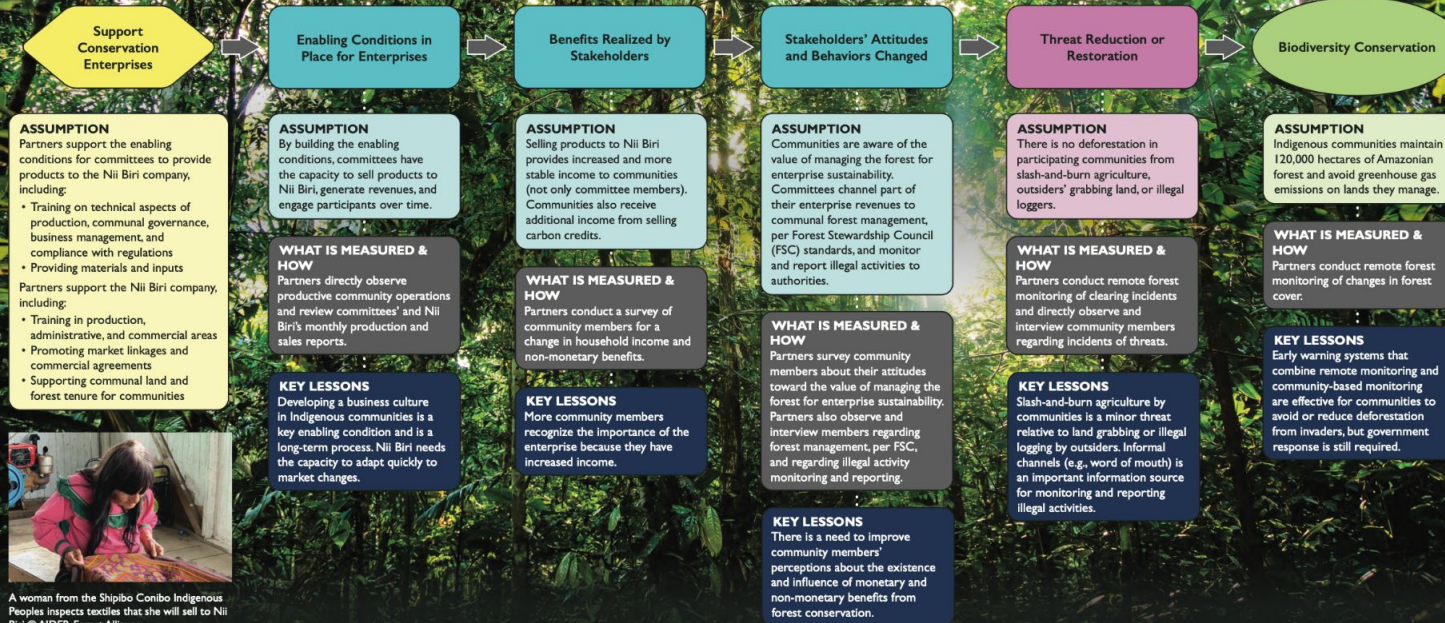 Support
Conservation
Enterprises
Enabling Conditions in
Place for Enterprises
Benefits Realized by
Stakeholders
Stakeholders' Attitudes
and Behaviors Changed
Threat Reduction or
Restoration
Biodiversity Conservation
ASSUMPTION
Partners support the enabling
conditions for committees to provide
products to the Nii Biri company,
including:
• Training on technical aspects of
production, communal governance,
business management, and
compliance with regulations
• Providing materials and inputs
Partners support the Nii Biri company,
including:
• Training in production,
administrative, and commercial areas
• Promoting market linkages and
commercial agreements
• Supporting communal land and
forest tenure for communities
A woman from the Shipibo Conibo Indigenous
Peoples inspects textiles that she will sell to Nii
ASSUMPTION
By building the enabling
conditions, committees have
the capacity to sell products to
Nii Biri, generate revenues, and
engage participants over time.
WHAT IS MEASURED &
HOW
Partners directly observe
productive community operations
and review committees' and Nii
Biri's monthly production and
sales reports.
KEY LESSONS
Developing a business culture
in Indigenous communities is a
key enabling condition and is a
long-term process. Nii Biri needs
the capacity to adapt quickly to
market changes.
ASSUMPTION
Selling products to Nii Biri
provides increased and more
stable income to communities
(not only committee members).
Communities also receive
additional income from selling
carbon credits.
WHAT IS MEASURED &
HOW
Partners conduct a survey of
community members for a
change in household income and
non-monetary benefits.
KEY LESSONS
More community members
recognize the importance of the
enterprise because they have
increased income.
ASSUMPTION
Communities are aware of the
value of managing the forest for
enterprise sustainability.
Committees channel part of
their enterprise revenues to
communal forest management,
per Forest Stewardship Council
(FSC) standards, and monitor
and report illegal activities to
authorities.
WHAT IS MEASURED &
HOW
Partners survey community
members about their attitudes
toward the value of managing the
forest for enterprise sustainability.
Partners also observe and
interview members regarding
forest management, per FSC,
and regarding illegal activity
monitoring and reporting.
KEY LESSONS
There is a need to improve
community members'
perceptions about the existence
and influence of monetary and
non-monetary benefits from
forest conservation.
ASSUMPTION
There is no deforestation in
participating communities from
slash-and-burn agriculture,
outsiders' grabbing land, or illegal
loggers.
WHAT IS MEASURED &
HOW
Partners conduct remote forest
monitoring of clearing incidents
and directly observe and
interview community members
regarding incidents of threats.
KEY LESSONS
Slash-and-burn agriculture by
communities is a minor threat
relative to land grabbing or illegal
logging by outsiders. Informal
channels (e.g., word of mouth) is
an important information source
for monitoring and reporting
illegal activities.
ASSUMPTION
Indigenous communities maintain
120,000 hectares of Amazonian
forest and avoid greenhouse gas
emissions on lands they manage.
WHAT IS MEASURED &
HOW
Partners conduct remote forest
monitoring of changes in forest
cover.
KEY LESSONS
Early warning systems that
combine remote monitoring and
community-based monitoring
are effective for communities to
avoid or reduce deforestation
from invaders, but government
response is still required.